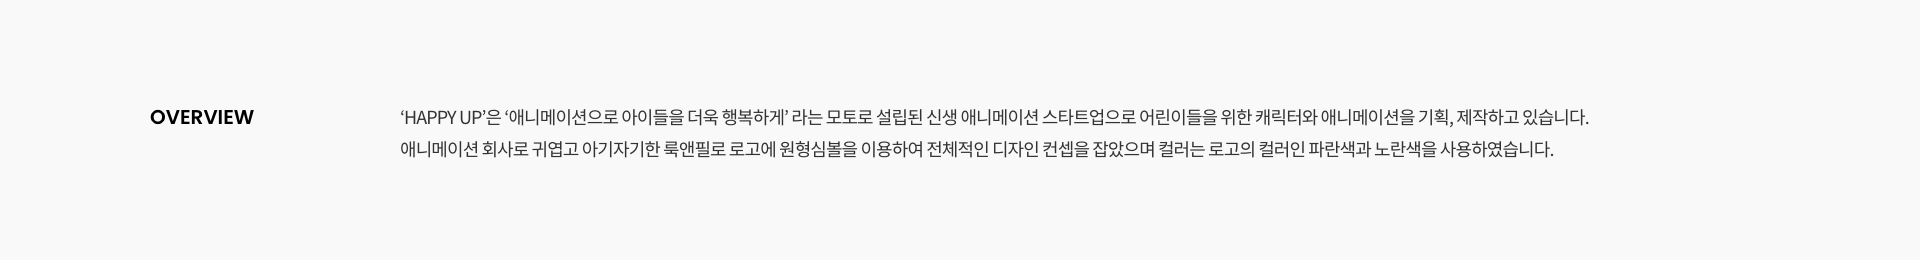 OVERVIEW
‘HAPPY UP’은 ‘애니메이션으로 아이들을 더욱 행복하게’ 라는 모토로 설립된 신생 애니메이션 스타트업으로 어린이들을 위한 캐릭터와 애니메이션을 기획, 제작하고 있습니다.
애니메이션 회사로 귀엽고 아기자기한 룩앤필로 로고에 원형심볼을 이용하여 전체적인 디자인 컨셉을 잡았으며 컬러는 로고의 컬러인 파란색과 노란색을 사용하였습니다.